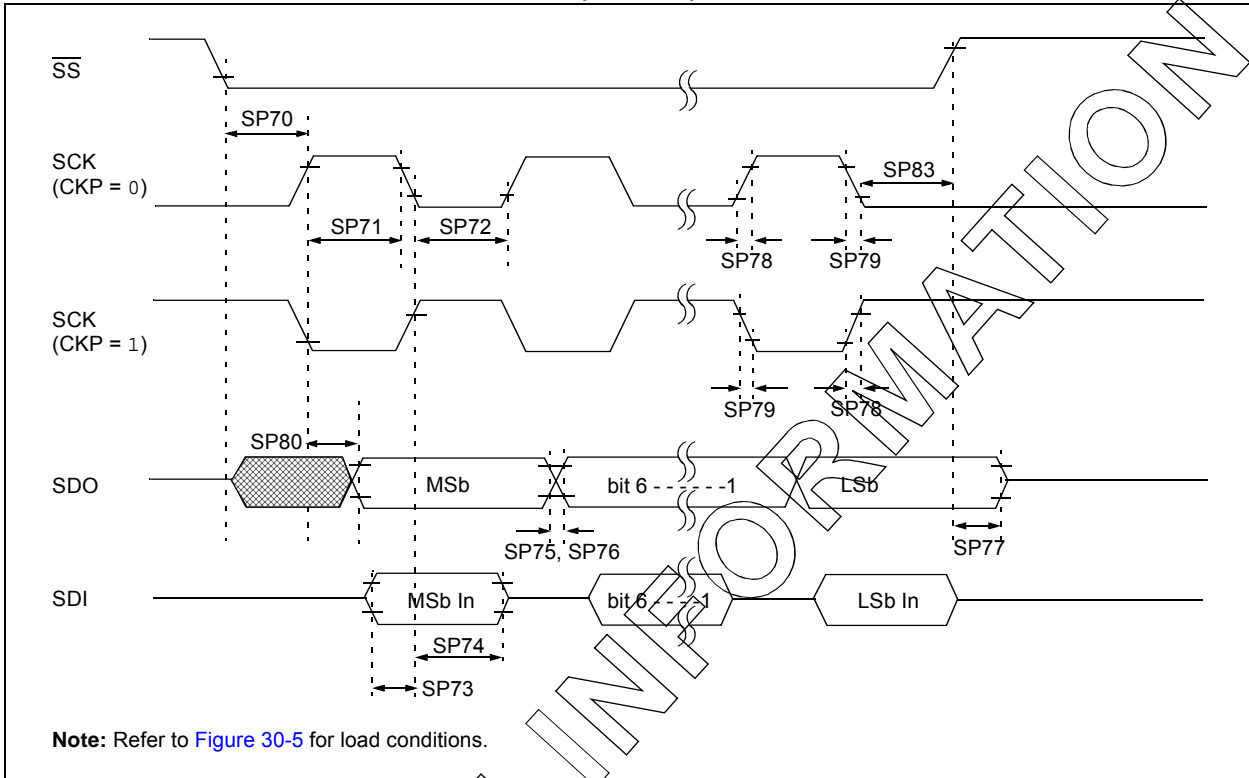 SS
SP70
SCK
(CKP = 0)
SP83
SP71
SP72
SP78
SP79
SCK
(CKP = 1)
SP79
SP78
SP80
SDO
MSb
bit 6 - - - - - -1
LSb
SP75, SP76
SP77
SDI
MSb In
bit 6 - - - -1
LSb In
SP74
SP73
Note: Refer to Figure 30-5 for load conditions.
INFORMATION